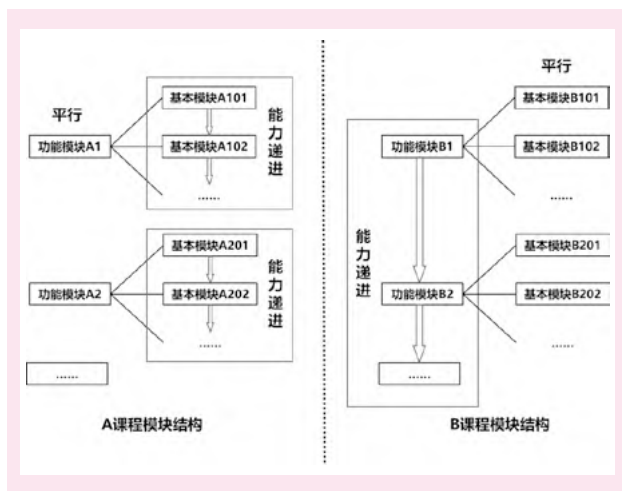 平行
功能模块A1
基本模块A101
基本模块A102
……
能力递进
功能模块A2
基本模块A201
基本模块A202
……
能力递进
……
A课程模块结构
平行
功能模块B1
基本模块B101
基本模块B102
……
能力递进
功能模块B2
基本模块B201
基本模块B202
……
……
B课程模块结构